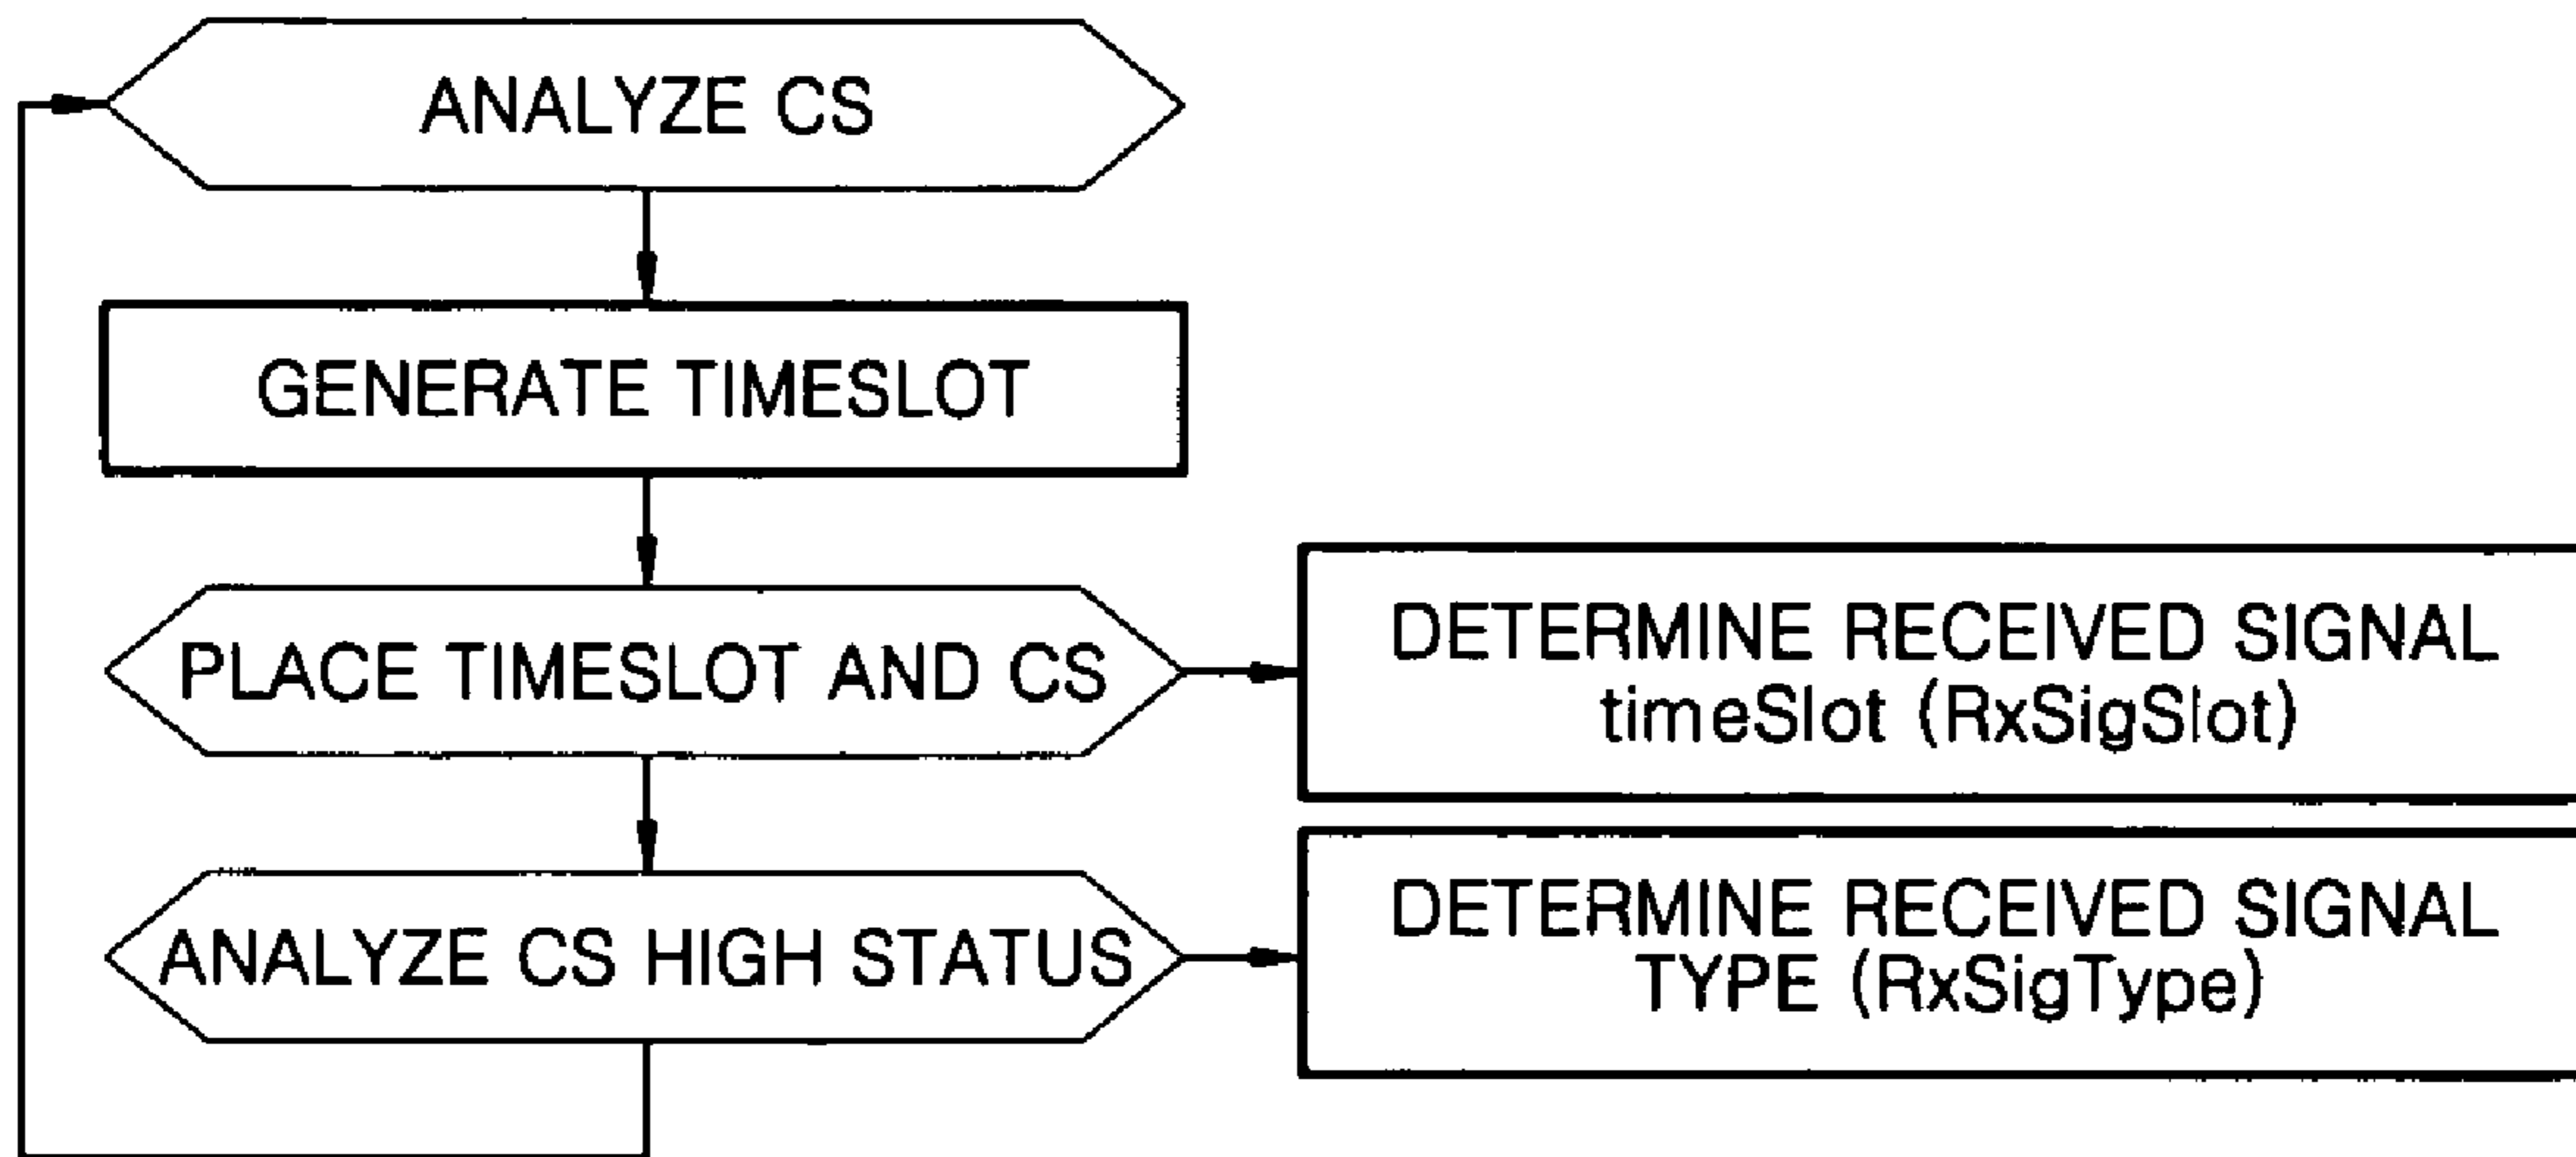 ANALYZE CS
GENERATE TIMESLOT
PLACE TIMESLOT AND CS
DETERMINE RECEIVED SIGNAL
timeSlot (RxSigSlot)
ANALYZE CS HIGH STATUS
DETERMINE RECEIVED SIGNAL
TYPE (RxSigType)